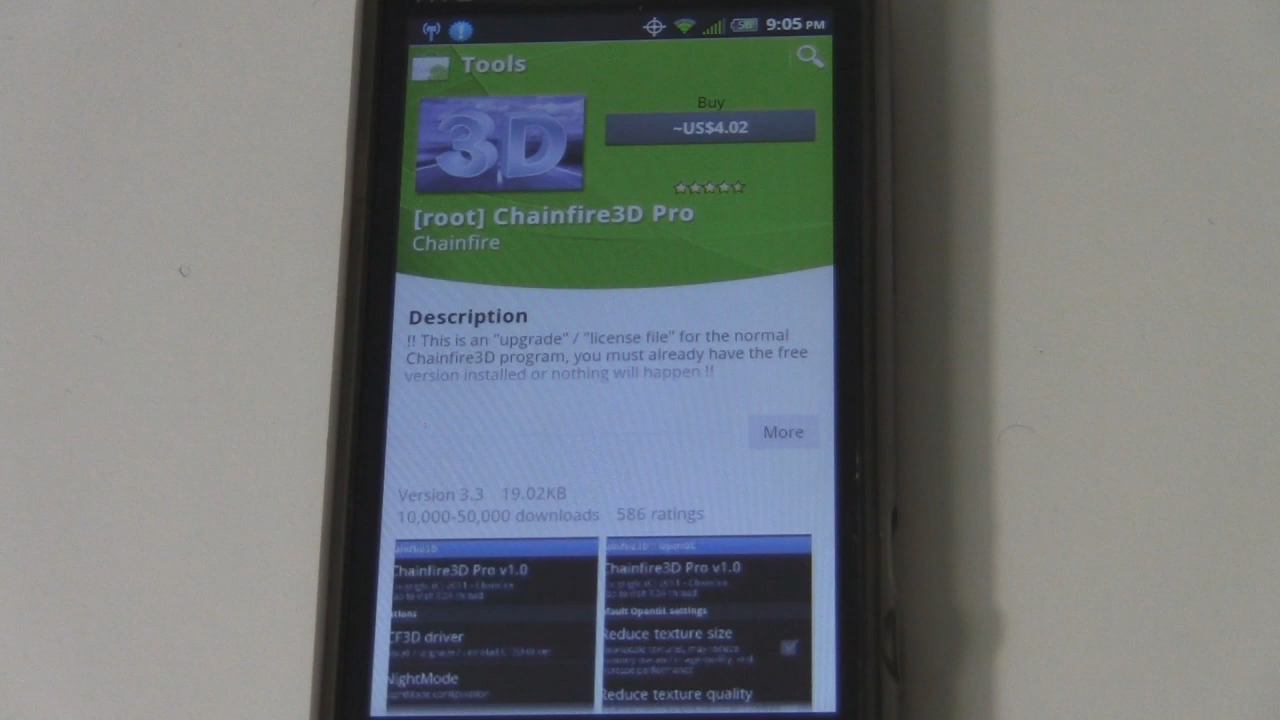 9:05 PM
Tools
3D
Buy
~US$4.02
[root] Chainfire3D Pro
Chainfire
Description
!! This is an "upgrade" / "license file" for the normal
Chainfire3D program, you must already have the free
version installed or nothing will happen !!
More
Version 3.3 19.02KB
10,000-50,000 downloads 586 ratings
Chainfire3D Pro v1.0
CF3D driver
NightMode
Chainfire3D Pro v1.0
fault OpenGL settings
Reduce texture size
Reduce texture quality